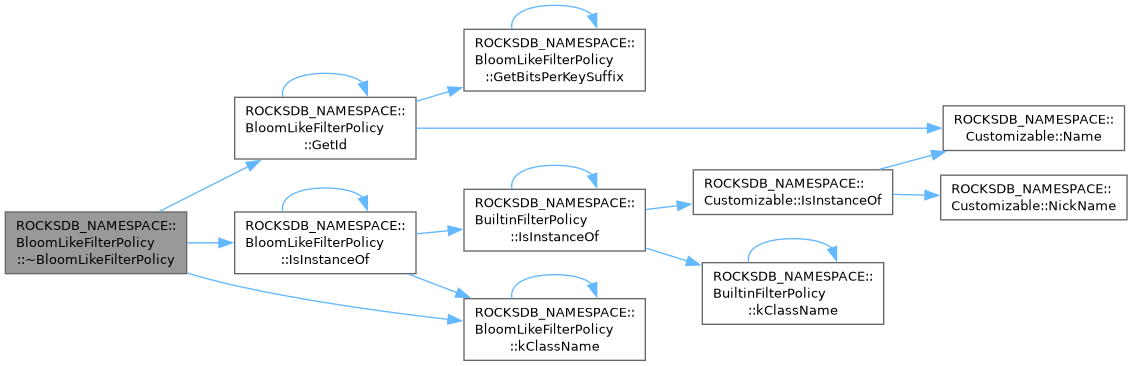 ROCKSDB_NAMESPACE::
BloomLikeFilterPolicy
::~BloomLikeFilterPolicy
ROCKSDB_NAMESPACE::
BloomLikeFilterPolicy
::GetId
ROCKSDB_NAMESPACE::
BloomLikeFilterPolicy
::GetBitsPerKeySuffix
ROCKSDB_NAMESPACE::
Customizable::Name
ROCKSDB_NAMESPACE::
BloomLikeFilterPolicy
::IsInstanceOf
ROCKSDB_NAMESPACE::
BuiltinFilterPolicy
::IsInstanceOf
ROCKSDB_NAMESPACE::
Customizable::IsInstanceOf
ROCKSDB_NAMESPACE::
Customizable::NickName
ROCKSDB_NAMESPACE::
BuiltinFilterPolicy
::kClassName
ROCKSDB_NAMESPACE::
BloomLikeFilterPolicy
::kClassName